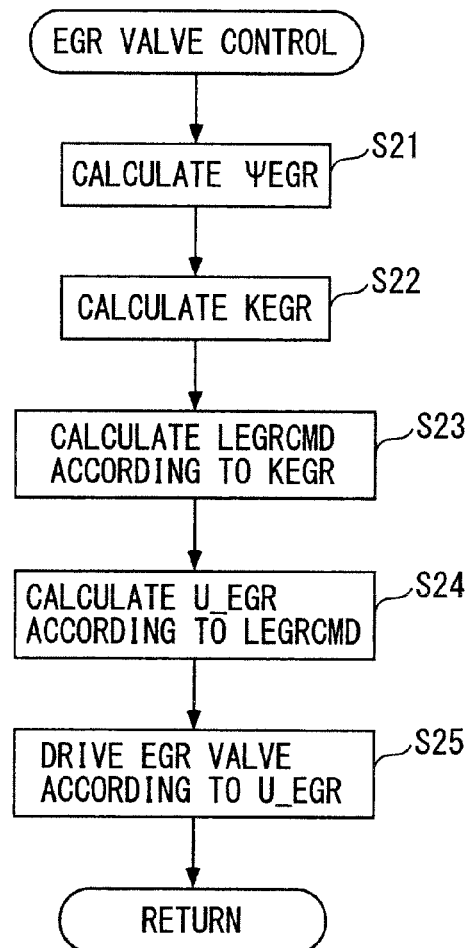 EGR VALVE CONTROL
S21
CALCULATE ΨEGR
S22
CALCULATE KEGR
S23
CALCULATE LEGRCMD
ACCORDING TO KEGR
S24
CALCULATE U_EGR
ACCORDING TO LEGRCMD
S25
DRIVE EGR VALVE
ACCORDING TO U_EGR
RETURN